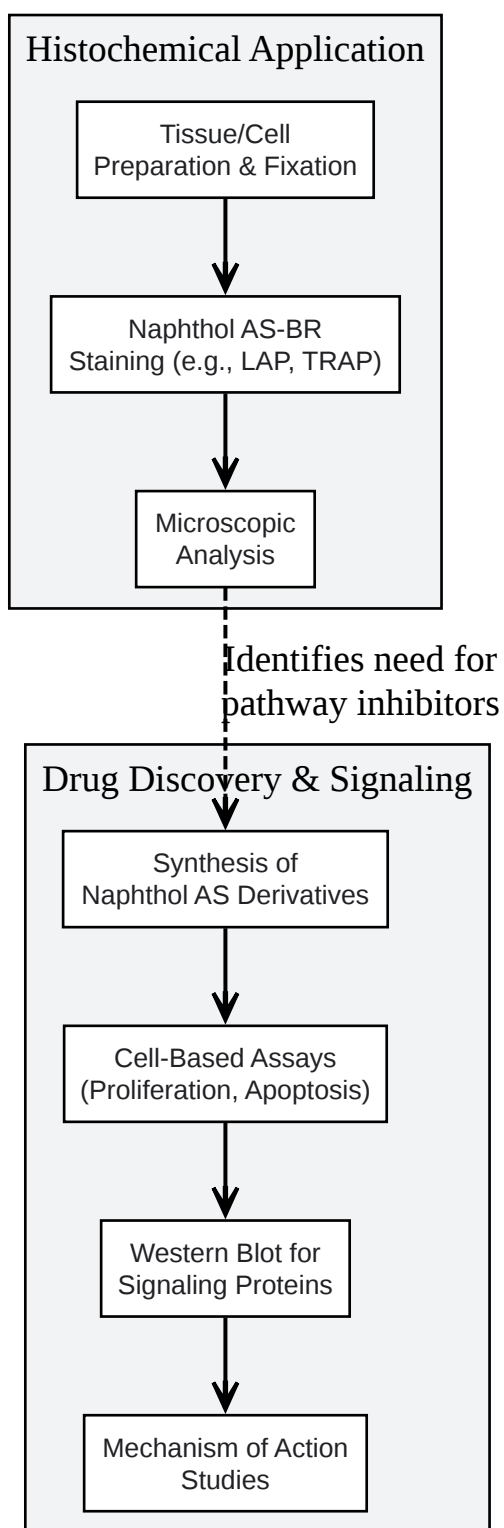 Histochemical Application
Tissue/Cell
Preparation & Fixation
Naphthol AS-BR
Staining (e.g., LAP, TRAP)
Microscopic
Analysis
Identifies need for
pathway inhibitors
Drug Discovery & Signaling
Synthesis of
Naphthol AS Derivatives
Cell-Based Assays
(Proliferation, Apoptosis)
Western Blot for
Signaling Proteins
Mechanism of Action
Studies